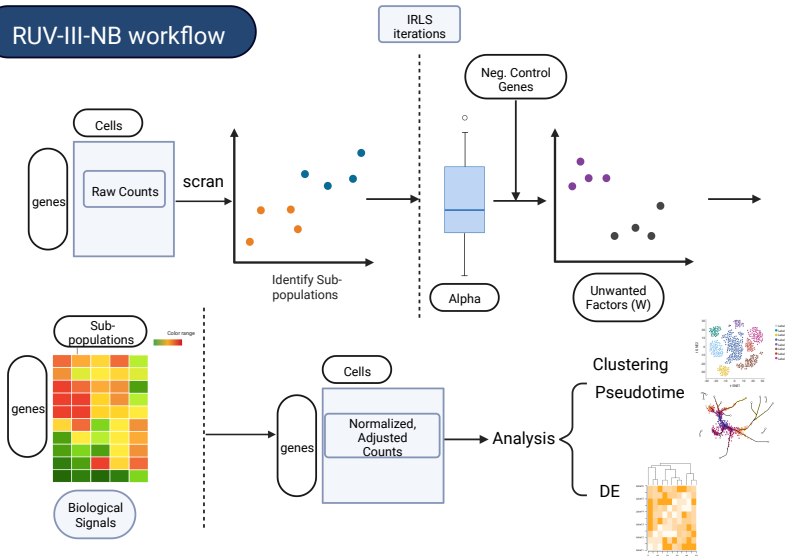 RUV-III-NB workflow
IRLS
iterations
Neg. Control
Genes
Cells
genes
Raw Counts
scran
Identify Sub-
populations
Alpha
Unwanted
Factors (W)
Sub-
populations
Color range
genes
Biological
Signals
Cells
genes
Normalized,
Adjusted
Counts
Analysis
Clustering
Pseudotime
DE